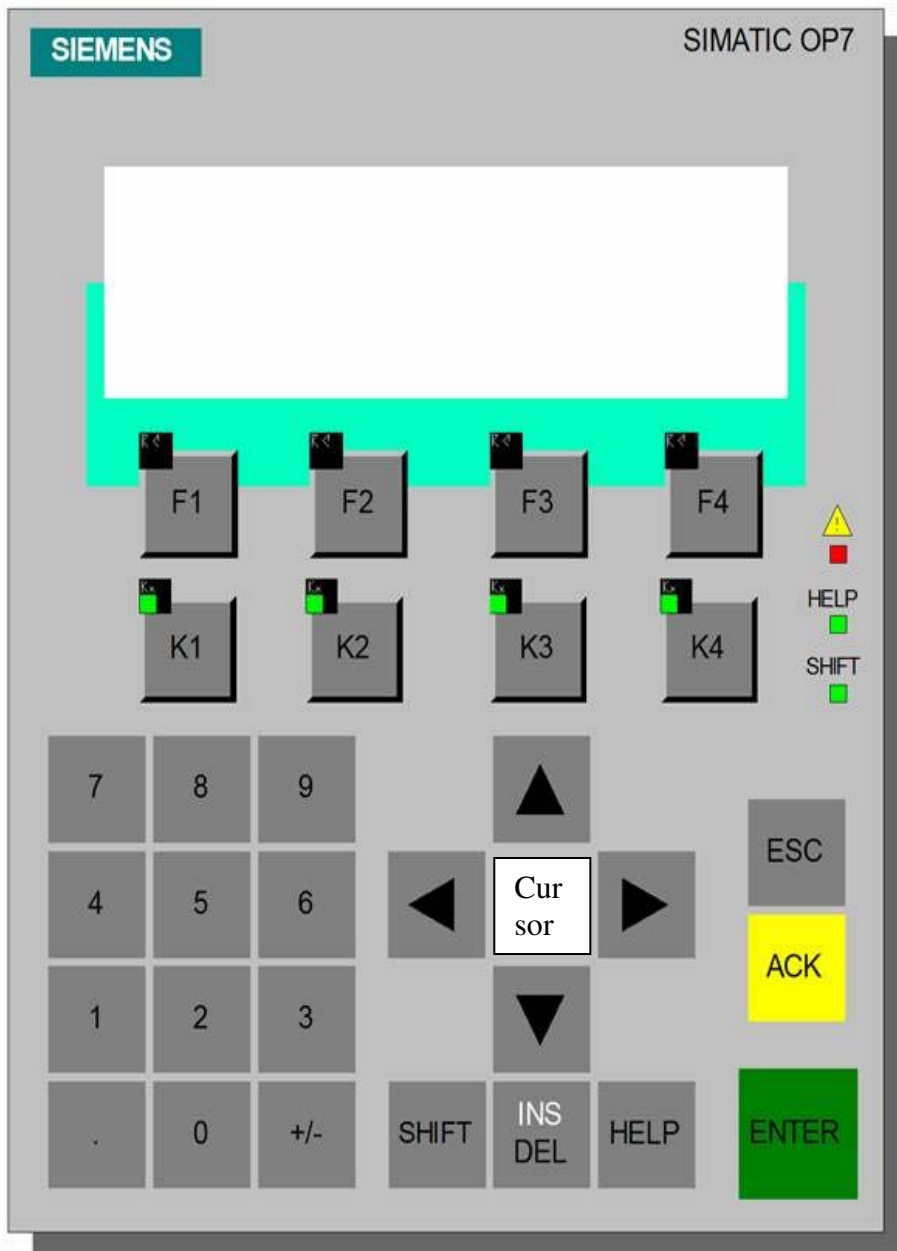 SIEMENS
SIMATIC OP7
F1 F2 F3 F4
HELP
K1 K2 K3 K4
SHIFT
7 8 9
ESC
4 5 6
Cur
sor
ACK
1 2 3
. 0 +/-
SHIFT
INS
DEL
HELP
ENTER